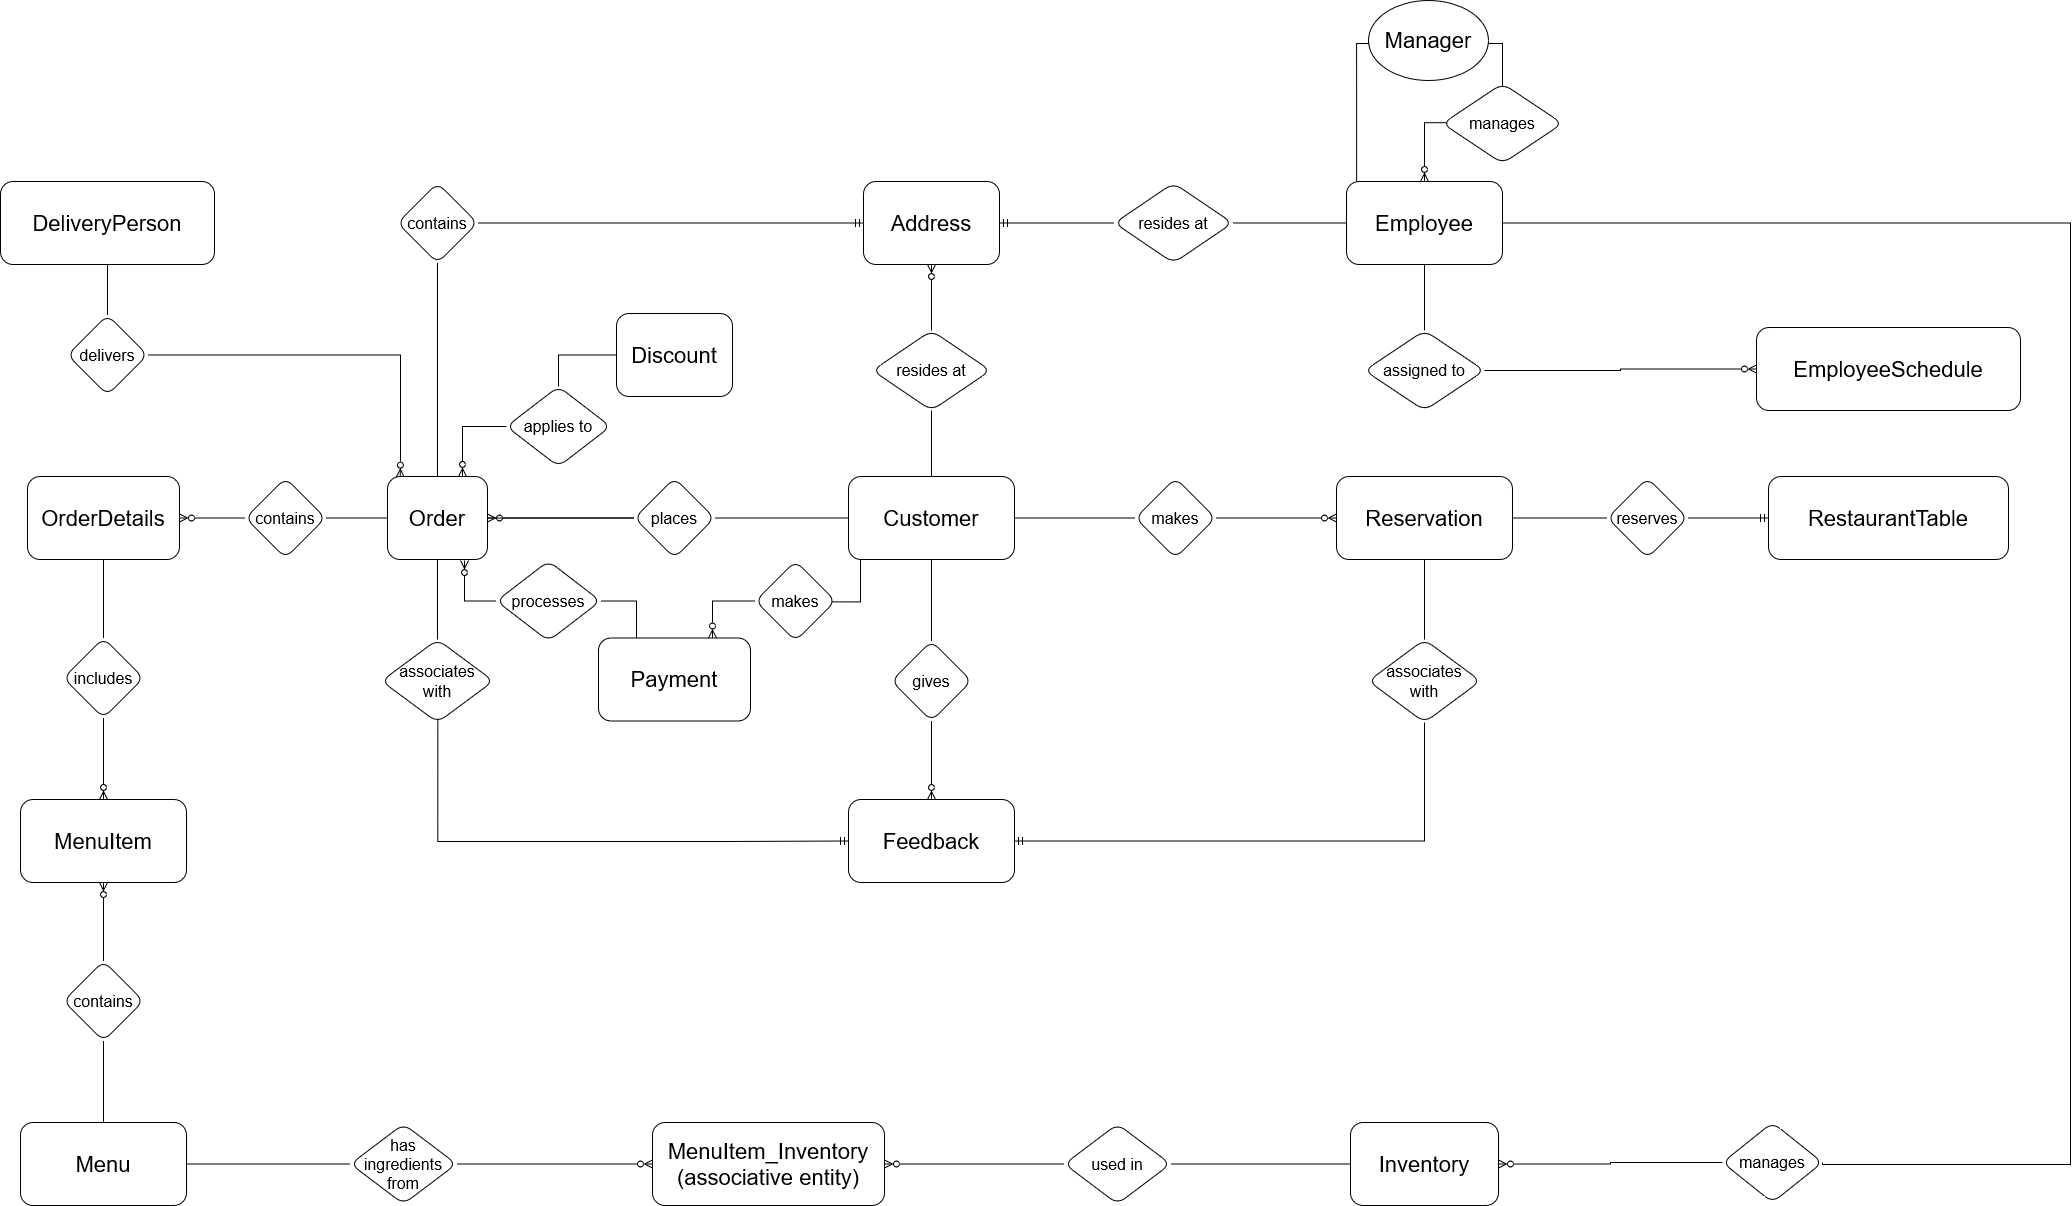 Manager
manages
DeliveryPerson
contains
Address
resides at
Employee
delivers
Discount
applies to
resides at
assigned to
EmployeeSchedule
OrderDetails
contains
Order
places
Customer
makes
Reservation
reserves
RestaurantTable
processes
makes
includes
associates
with
Payment
gives
associates
with
MenuItem
Feedback
contains
Menu
has
ingredients
from
MenuItem_Inventory
(associative entity)
used in
Inventory
manages